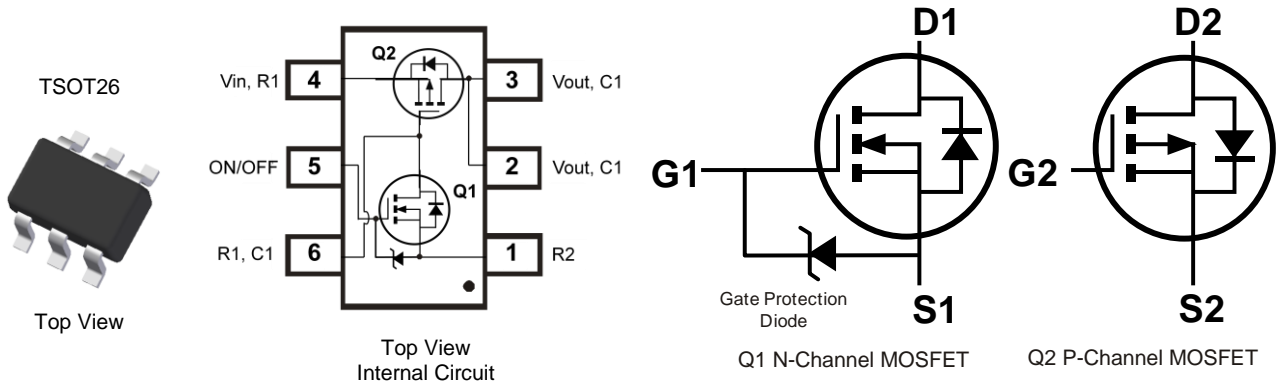 TSOT26
Top View
Q2
Vin, R1 4
3 Vout, C1
ON/OFF 5
2 Vout, C1
Q1
R1, C1 6
1 R2
Top View
Internal Circuit
D1
G1
Gate Protection
Diode
S1
Q1 N-Channel MOSFET
D2
G2
S2
Q2 P-Channel MOSFET